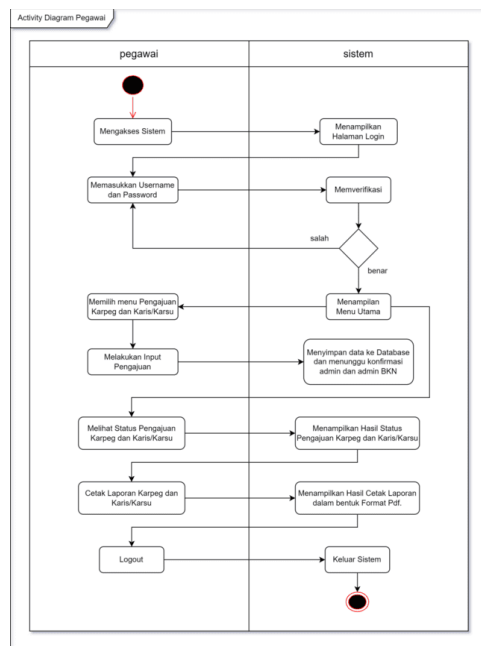 Activity Diagram Pegawai
pegawai
sistem
Mengakses Sistem
Menampilkan
Halaman Login
Memasukkan Username
dan Password
Memverifikasi
salah
benar
Memilih menu Pengajuan
Karpeg dan Karis/Karsu
Menampilan
Menu Utama
Melakukan Input
Pengajuan
Menyimpan data ke Database
dan menunggu konfirmasi
admin dan admin BKN
Melihat Status Pengajuan
Karpeg dan Karis/Karsu
Menampilkan Hasil Status
Pengajuan Karpeg dan Karis/Karsu
Cetak Laporan Karpeg dan
Karis/Karsu
Menampilkan Hasil Cetak Laporan
dalam bentuk Format Pdf.
Logout
Keluar Sistem